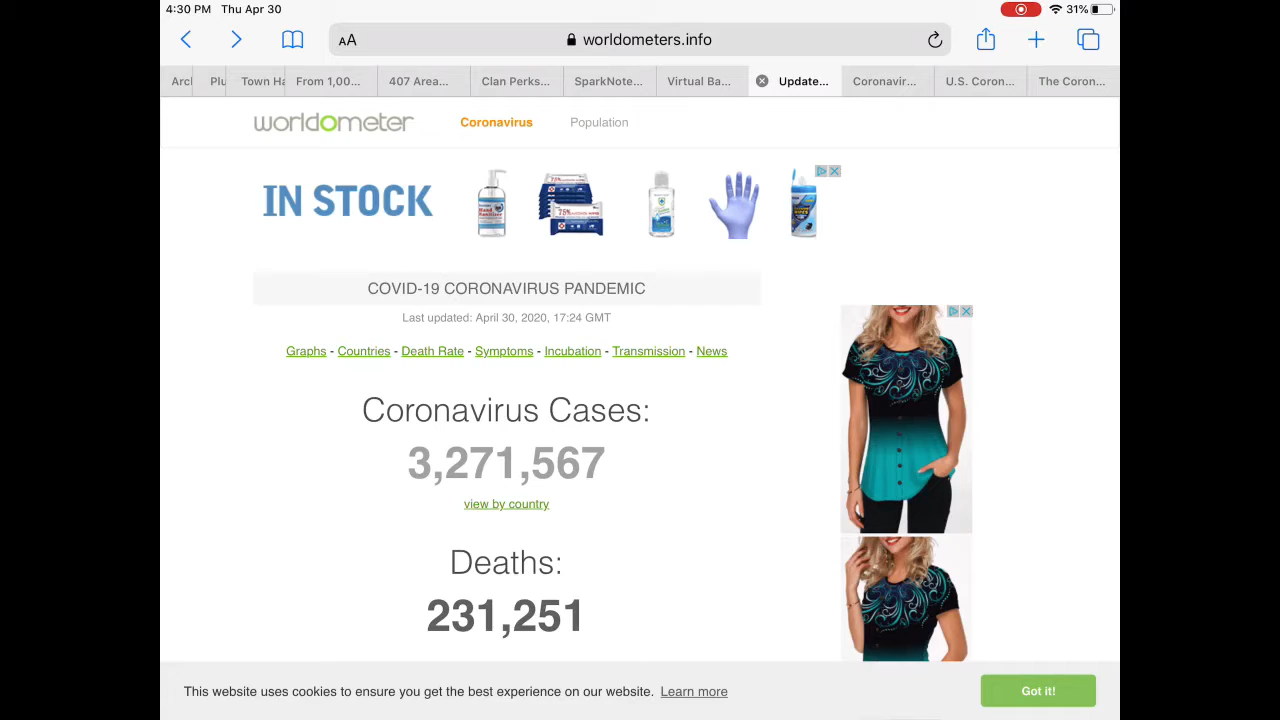 4:30 PM Thu Apr 30
31%
AA
worldometers.info
Arcl
Plu
Town Ha
From 1,00...
407 Area...
Clan Perks...
SparkNote...
Virtual Ba...
Update...
Coronavir...
U.S. Coron...
The Coron...
worldometer
Coronavirus
Population
IN STOCK
COVID-19 CORONAVIRUS PANDEMIC
Last updated: April 30, 2020, 17:24 GMT
Graphs - Countries - Death Rate - Symptoms - Incubation - Transmission - News
Coronavirus Cases:
3,271,567
view by country
Deaths:
231,251
This website uses cookies to ensure you get the best experience on our website. Learn more
Got it!